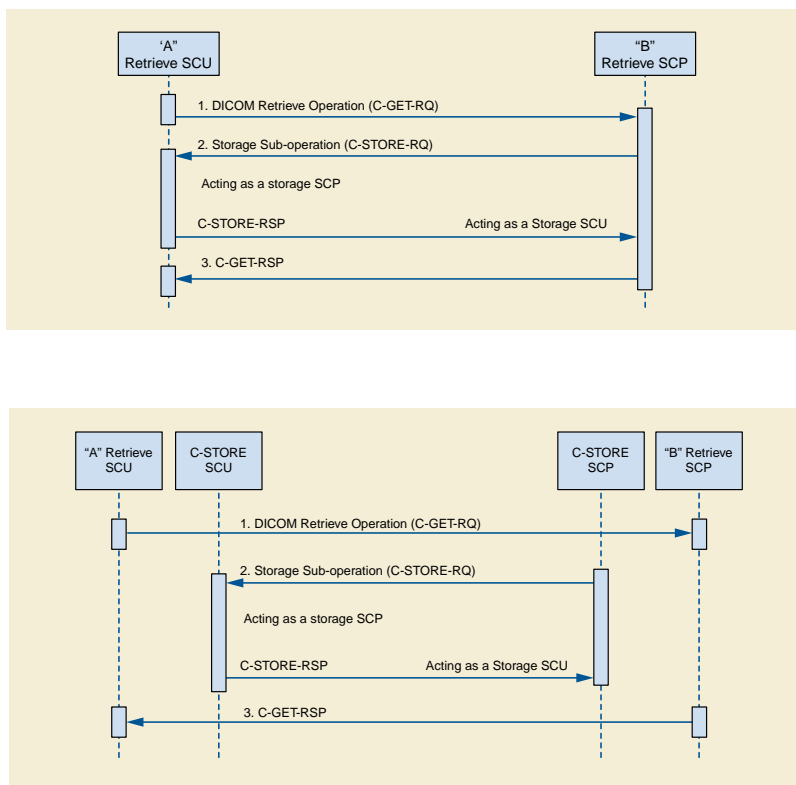 ‘A”
Retrieve SCU
“B”
Retrieve SCP
1. DICOM Retrieve Operation (C-GET-RQ)
2. Storage Sub-operation (C-STORE-RQ)
Acting as a storage SCP
C-STORE-RSP
Acting as a Storage SCU
3. C-GET-RSP
“A” Retrieve
SCU
C-STORE
SCU
C-STORE
SCP
“B” Retrieve
SCP
1. DICOM Retrieve Operation (C-GET-RQ)
2. Storage Sub-operation (C-STORE-RQ)
Acting as a storage SCP
C-STORE-RSP
Acting as a Storage SCU
3. C-GET-RSP